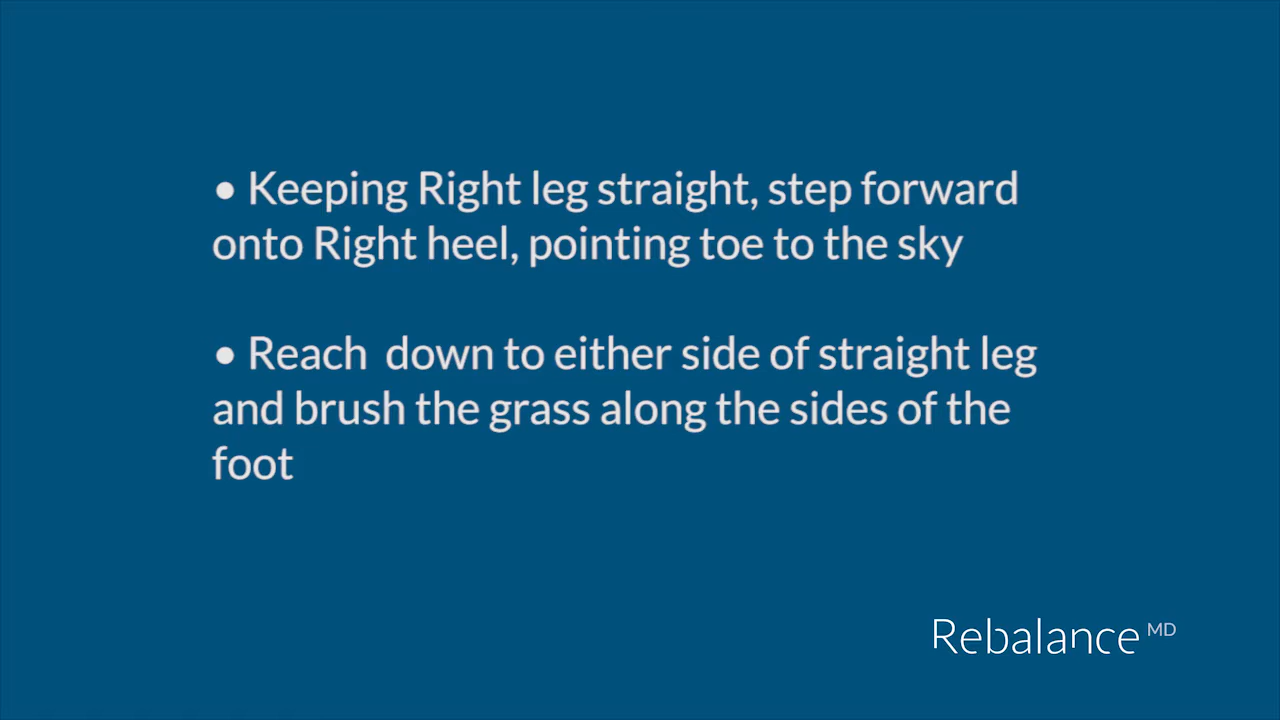 • Keeping Right leg straight, step forward
onto Right heel, pointing toe to the sky
• Reach  down to either side of straight leg
and brush the grass along the sides of the
foot
Rebalance MD